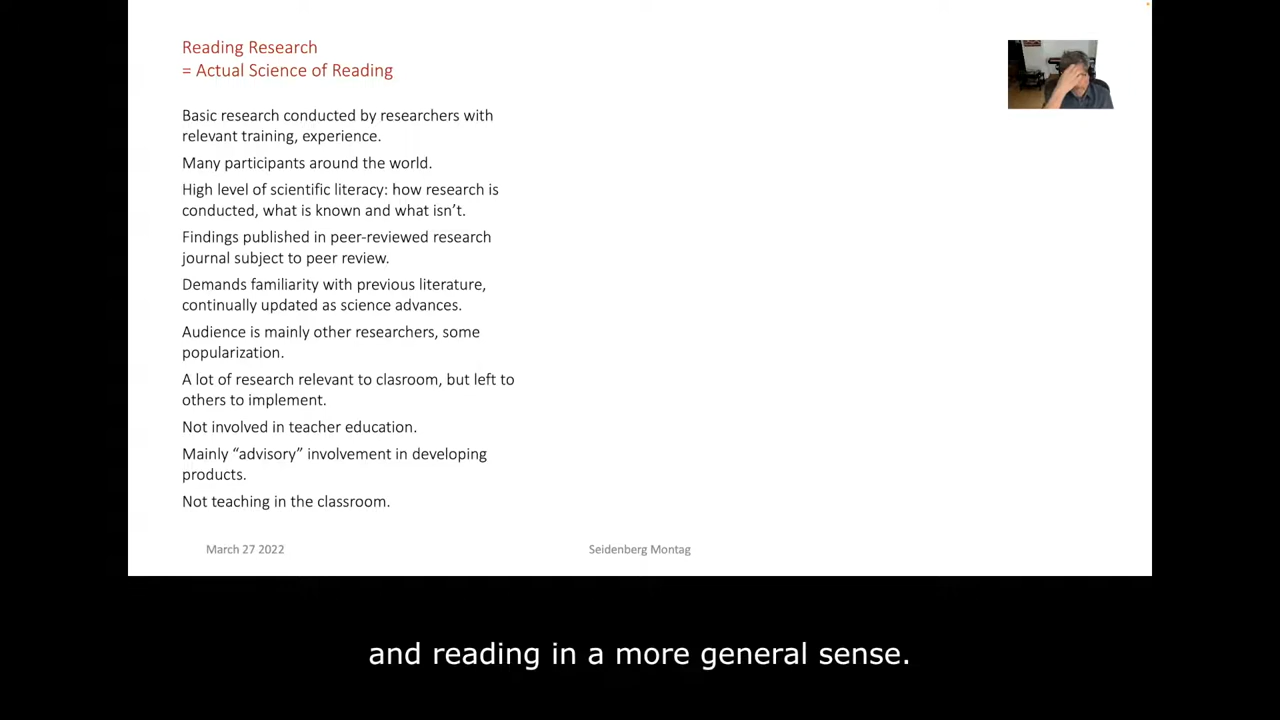 Reading Research
= Actual Science of Reading
Basic research conducted by researchers with
relevant training, experience.
Many participants around the world.
High level of scientific literacy: how research is
conducted, what is known and what isn’t.
Findings published in peer-reviewed research
journal subject to peer review.
Demands familiarity with previous literature,
continually updated as science advances.
Audience is mainly other researchers, some
popularization.
A lot of research relevant to clasroom, but left to
others to implement.
Not involved in teacher education.
Mainly “advisory” involvement in developing
products.
Not teaching in the classroom.
March 27 2022
Seidenberg Montag
and reading in a more general sense.